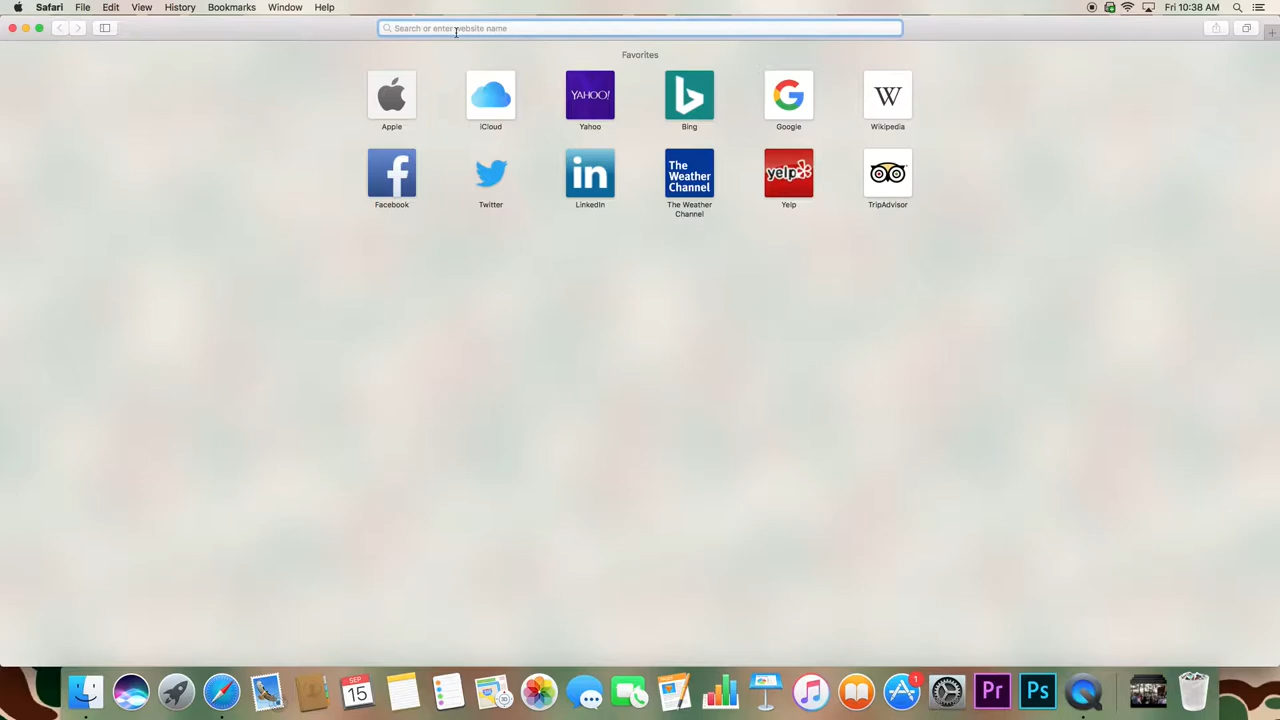 Safari File Edit View History Bookmarks Window Help Fri 10:38 AM
Search or enter website name
Favorites
YAHOO! W
Apple iCloud Yahoo Bing Google Wikipedia
in The Weather Channel yelp
Facebook Twitter LinkedIn The Weather Channel Yelp TripAdvisor
SEP 15 1 Pr Ps